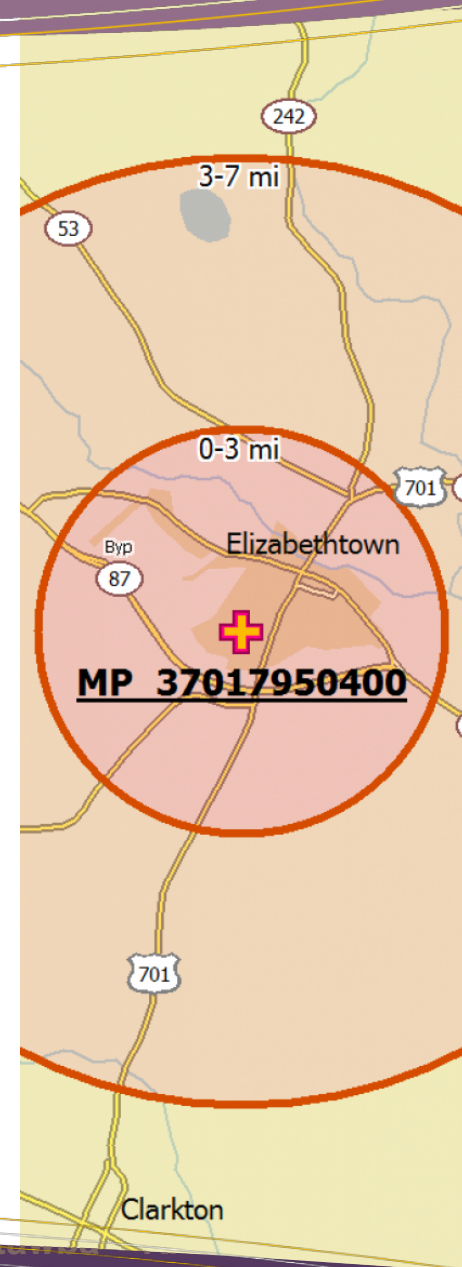 242
3-7 mi
53
0-3 mi
701
Elizabethtown
Byp
87
MP 37017950400
701
Clarkton